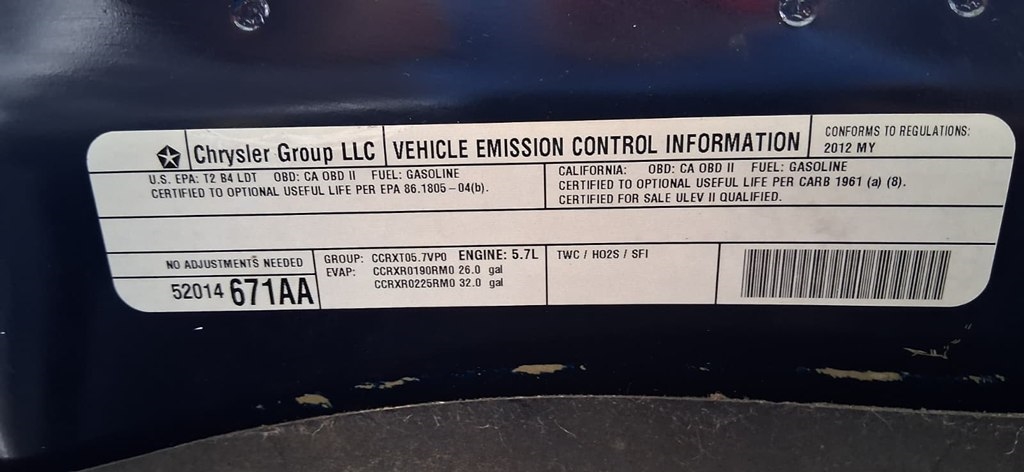 Chrysler Group LLC
VEHICLE EMISSION CONTROL INFORMATION
CONFORMS TO REGULATIONS:
2012 MY
U.S. EPA: T2 B4 LDT OBD: CA OBD II FUEL: GASOLINE
CERTIFIED TO OPTIONAL USEFUL LIFE PER EPA 86.1805-04(b).
CALIFORNIA: OBD: CA OBD II FUEL: GASOLINE
CERTIFIED TO OPTIONAL USEFUL LIFE PER CARB 1961 (a) (8).
CERTIFIED FOR SALE ULEV II QUALIFIED.
NO ADJUSTMENTS NEEDED
52014 671AA
GROUP: CCRXT05.7VP0 ENGINE: 5.7L
EVAP: CCRXR0190RM0 26.0 gal
CCRXR0225RM0 32.0 gal
TWC / HO2S / SFI